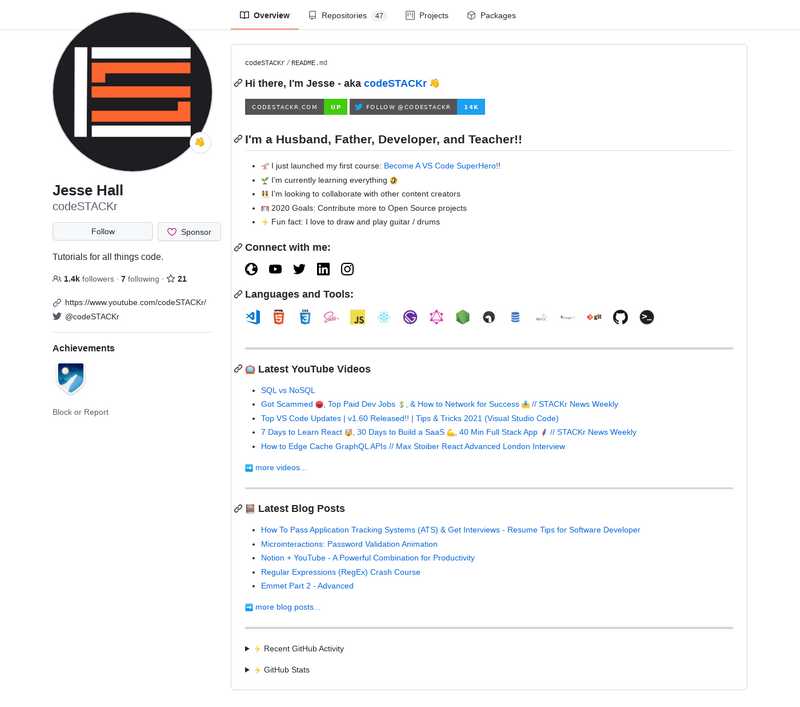 Overview
Repositories 47
Projects
Packages
Jesse Hall
codeSTACKr
Follow
Sponsor
Tutorials for all things code.
1.4k followers · 7 following · 21
https://www.youtube.com/codeSTACKr/
@codeSTACKr
Achievements
Block or Report
codeSTACKr / README.md
Hi there, I'm Jesse - aka codeSTACKr 👋
CODESTACKR.COM UP
FOLLOW @CODESTACKR 14K
I'm a Husband, Father, Developer, and Teacher!!
I just launched my first course: Become A VS Code SuperHero!!
I'm currently learning everything 🤣
I'm looking to collaborate with other content creators
2020 Goals: Contribute more to Open Source projects
Fun fact: I love to draw and play guitar / drums
Connect with me:
Languages and Tools:
HTML
CSS
JS
git
Latest YouTube Videos
SQL vs NoSQL
Got Scammed, Top Paid Dev Jobs, & How to Network for Success // STACKr News Weekly
Top VS Code Updates | v1.60 Released!! | Tips & Tricks 2021 (Visual Studio Code)
7 Days to Learn React, 30 Days to Build a SaaS, 40 Min Full Stack App // STACKr News Weekly
How to Edge Cache GraphQL APIs // Max Stoiber React Advanced London Interview
➡️ more videos...
Latest Blog Posts
How To Pass Application Tracking Systems (ATS) & Get Interviews - Resume Tips for Software Developer
Microinteractions: Password Validation Animation
Notion + YouTube - A Powerful Combination for Productivity
Regular Expressions (RegEx) Crash Course
Emmet Part 2 - Advanced
➡️ more blog posts...
Recent GitHub Activity
GitHub Stats